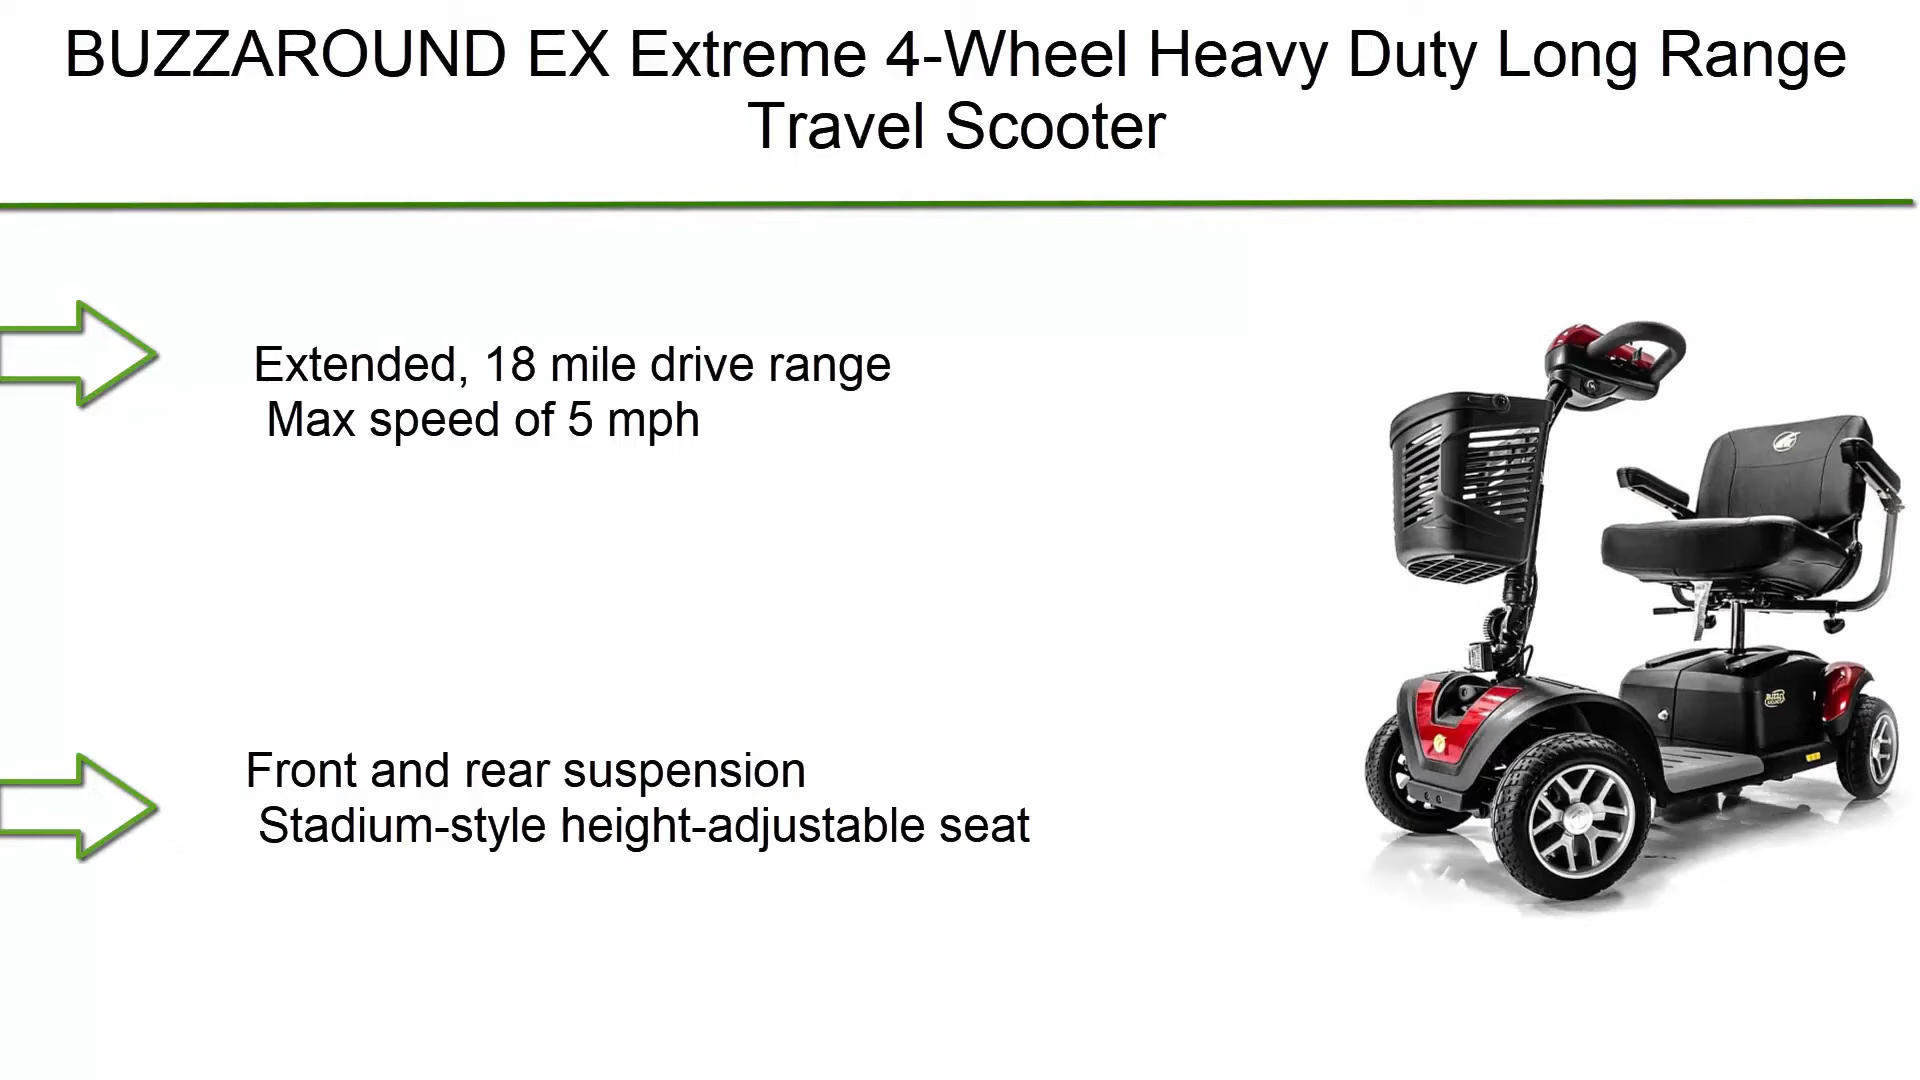 BUZZAROUND EX Extreme 4-Wheel Heavy Duty Long Range
Travel Scooter
Extended, 18 mile drive range
Max speed of 5 mph
Front and rear suspension
Stadium-style height-adjustable seat